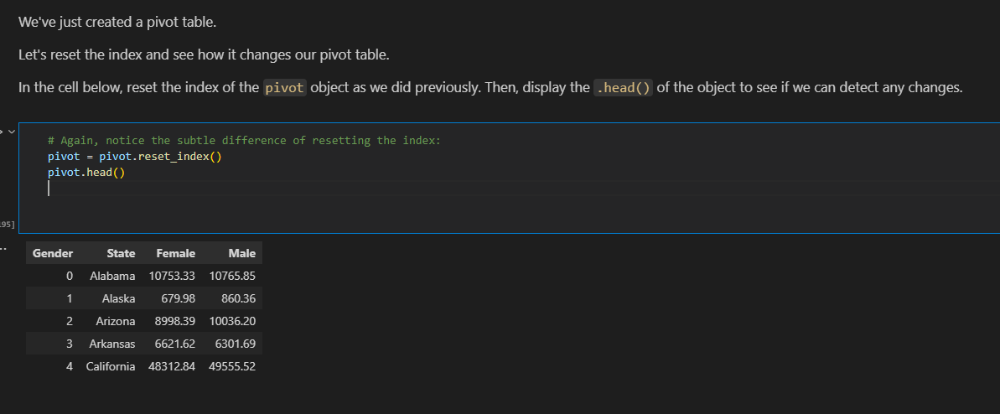 We've just created a pivot table.
Let's reset the index and see how it changes our pivot table.
In the cell below, reset the index of the pivot object as we did previously. Then, display the .head() of the object to see if we can detect any changes.
# Again, notice the subtle difference of resetting the index:
pivot = pivot.reset_index()
pivot.head()
95]
Gender State Female Male
0 Alabama 10753.33 10765.85
1 Alaska 679.98 860.36
2 Arizona 8998.39 10036.20
3 Arkansas 6621.62 6301.69
4 California 48312.84 49555.52